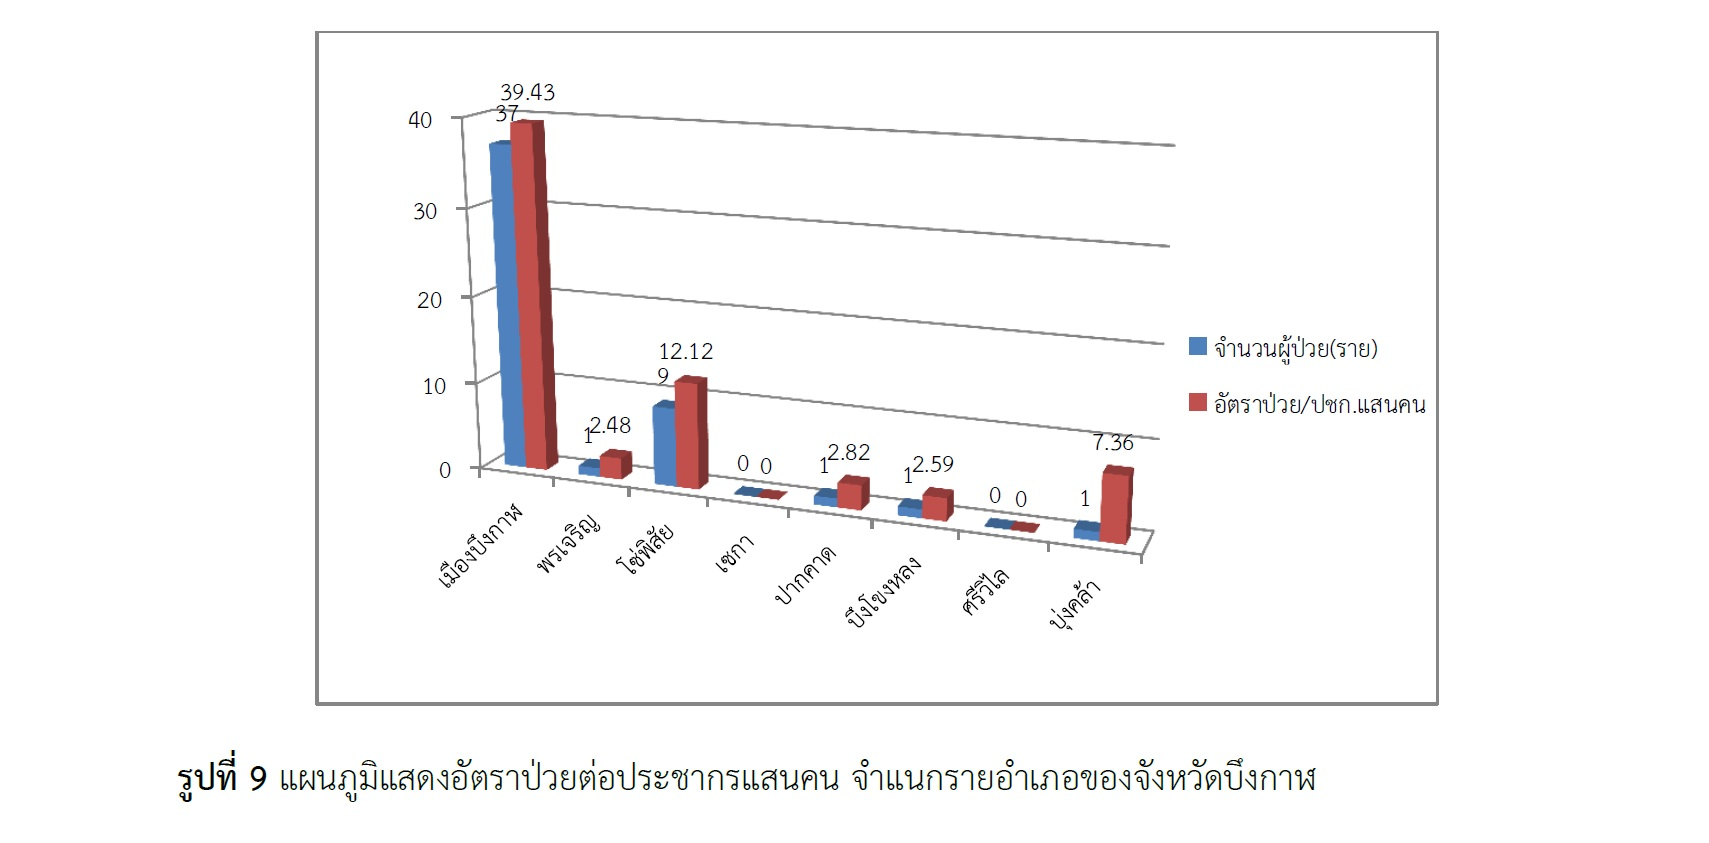 39.43
37
40
30
20
10
0
12.12
9
2.48
1
0 0
2.82
1
2.59
1
0 0
7.36
1
จำนวนผู้ป่วย(ราย)
อัตราป่วย/ปชก.แสนคน
เมืองบึงกาฬ
พรเจริญ
โซ่พิสัย
เซกา
ปากคาด
บึงโขงหลง
ศรีวิไล
บุ่งคล้า
รูปที่ 9 แผนภูมิแสดงอัตราป่วยต่อประชากรแสนคน จำแนกรายอำเภอของจังหวัดบึงกาฬ